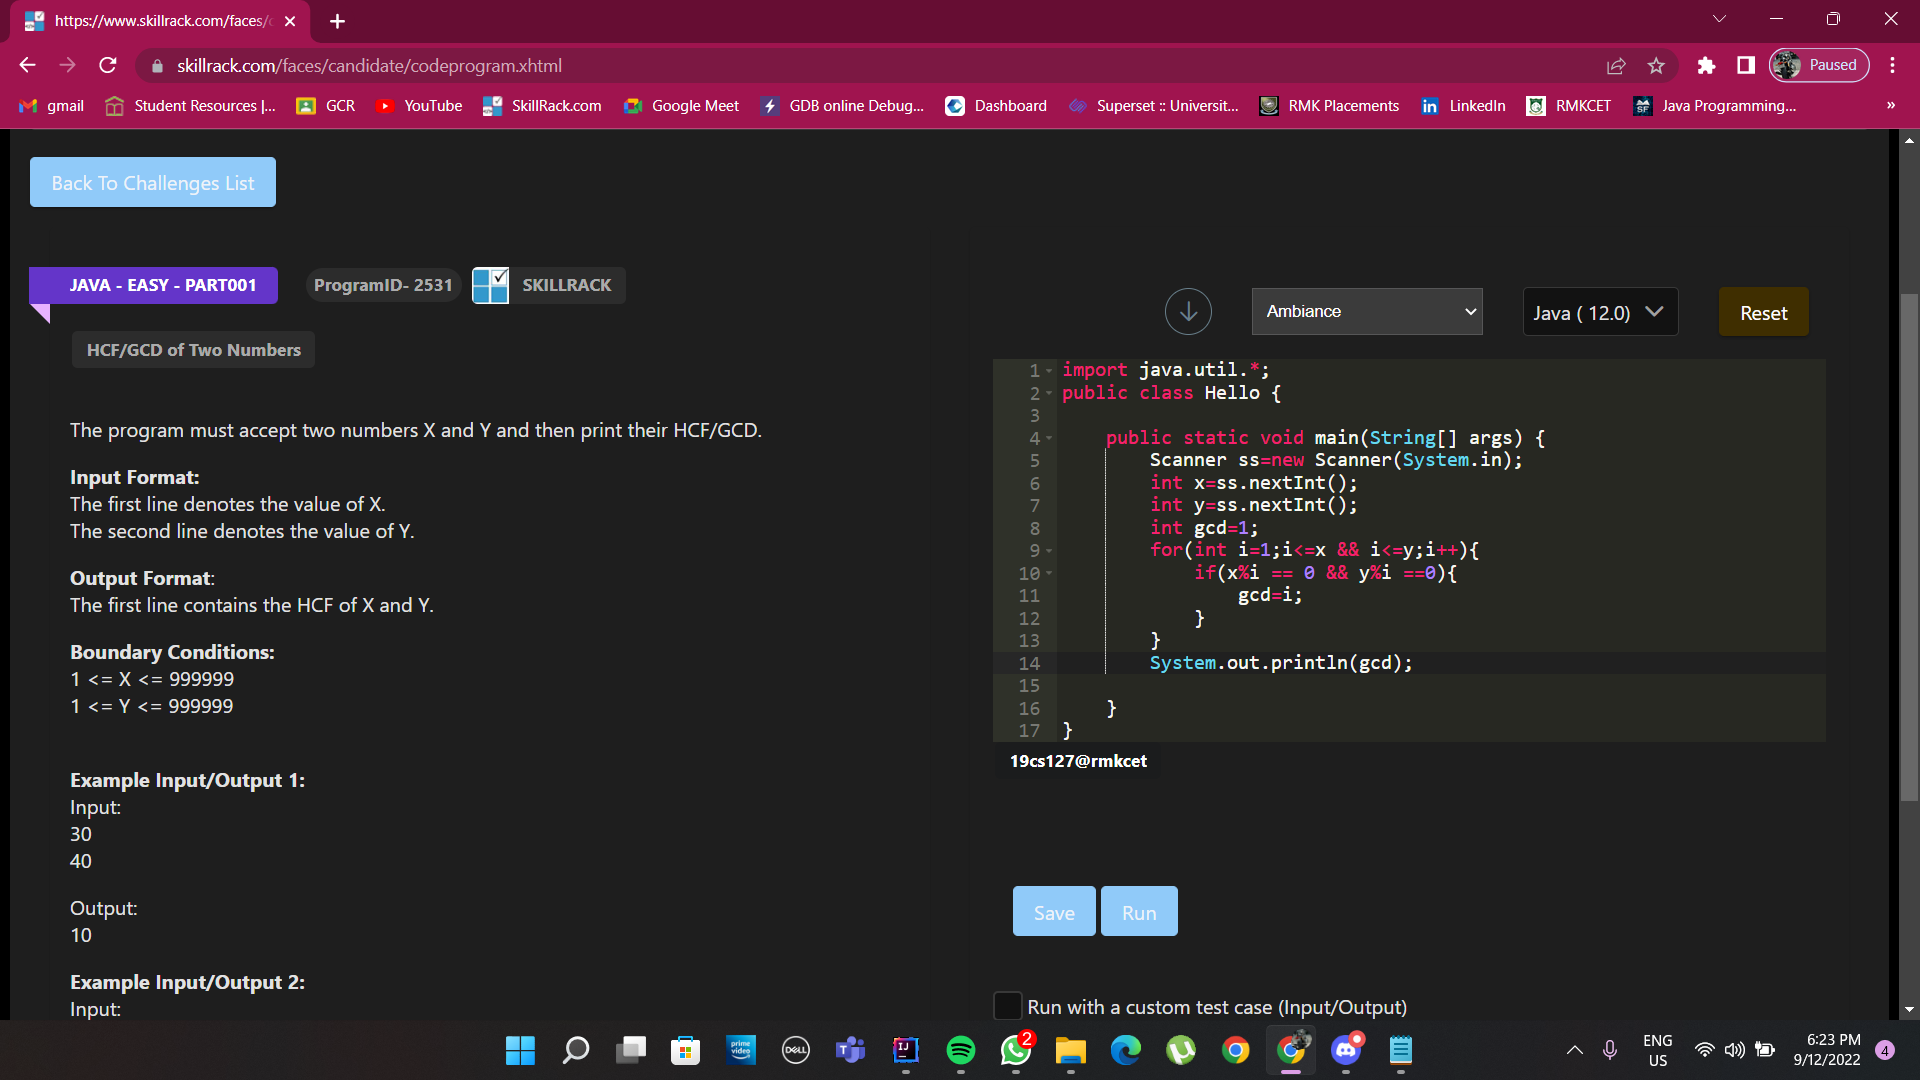 https://www.skillrack.com/faces/c
skillrack.com/faces/candidate/codeprogram.xhtml
Paused
gmail
Student Resources |...
GCR
YouTube
SkillRack.com
Google Meet
GDB online Debug...
Dashboard
Superset :: Universit...
RMK Placements
LinkedIn
RMKCET
Java Programming...
»
Back To Challenges List
JAVA - EASY - PART001
ProgramID- 2531
SKILLRACK
HCF/GCD of Two Numbers
The program must accept two numbers X and Y and then print their HCF/GCD.
Input Format:
The first line denotes the value of X.
The second line denotes the value of Y.
Output Format:
The first line contains the HCF of X and Y.
Boundary Conditions:
1 <= X <= 999999
1 <= Y <= 999999
Example Input/Output 1:
Input:
30
40
Output:
10
Example Input/Output 2:
Input:
Ambiance
Java ( 12.0)
Reset
1 import java.util.*;
2 public class Hello {
3
4 public static void main(String[] args) {
5 Scanner ss=new Scanner(System.in);
6 int x=ss.nextInt();
7 int y=ss.nextInt();
8 int gcd=1;
9 for(int i=1;i<=x && i<=y;i++){
10 if(x%i == 0 && y%i ==0){
11 gcd=i;
12 }
13 }
14 System.out.println(gcd);
15
16 }
17 }
19cs127@rmkcet
Save
Run
Run with a custom test case (Input/Output)
prime
video
DELL
IJ
2
ENG
US
6:23 PM
9/12/2022
4